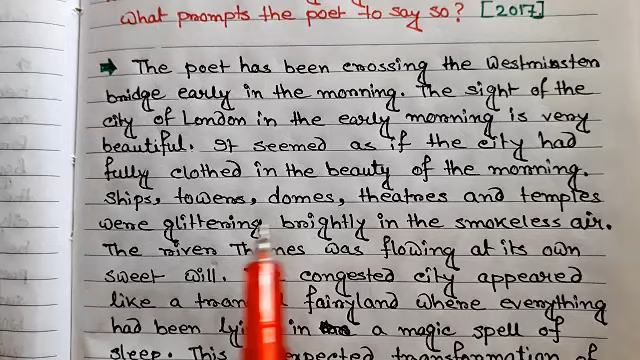 what prompts the poet to say so? [2017]
→ The poet has been crossing the Westminster
bridge early in the morning. The sight of the
city of London in the early morning is very
beautiful. It seemed as if the city had
fully clothed in the beauty of the morning.
Ships, towers, domes, theatres and temples
were glittering brightly in the smokeless air.
The river Thames was flowing at its own
sweet will. congested city appeared
like a fairyland where everything
had been in a magic spell of
sleep. This transformation of